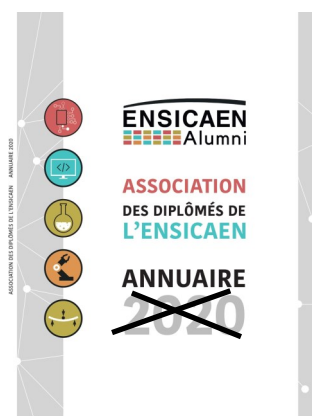 ASSOCIATION DES DIPLÔMÉS DE L'ENSICAEN ANNUAIRE 2020
</>
ENSICAEN
Alumni
ASSOCIATION
DES DIPLÔMÉS DE
L'ENSICAEN
ANNUAIRE
2020